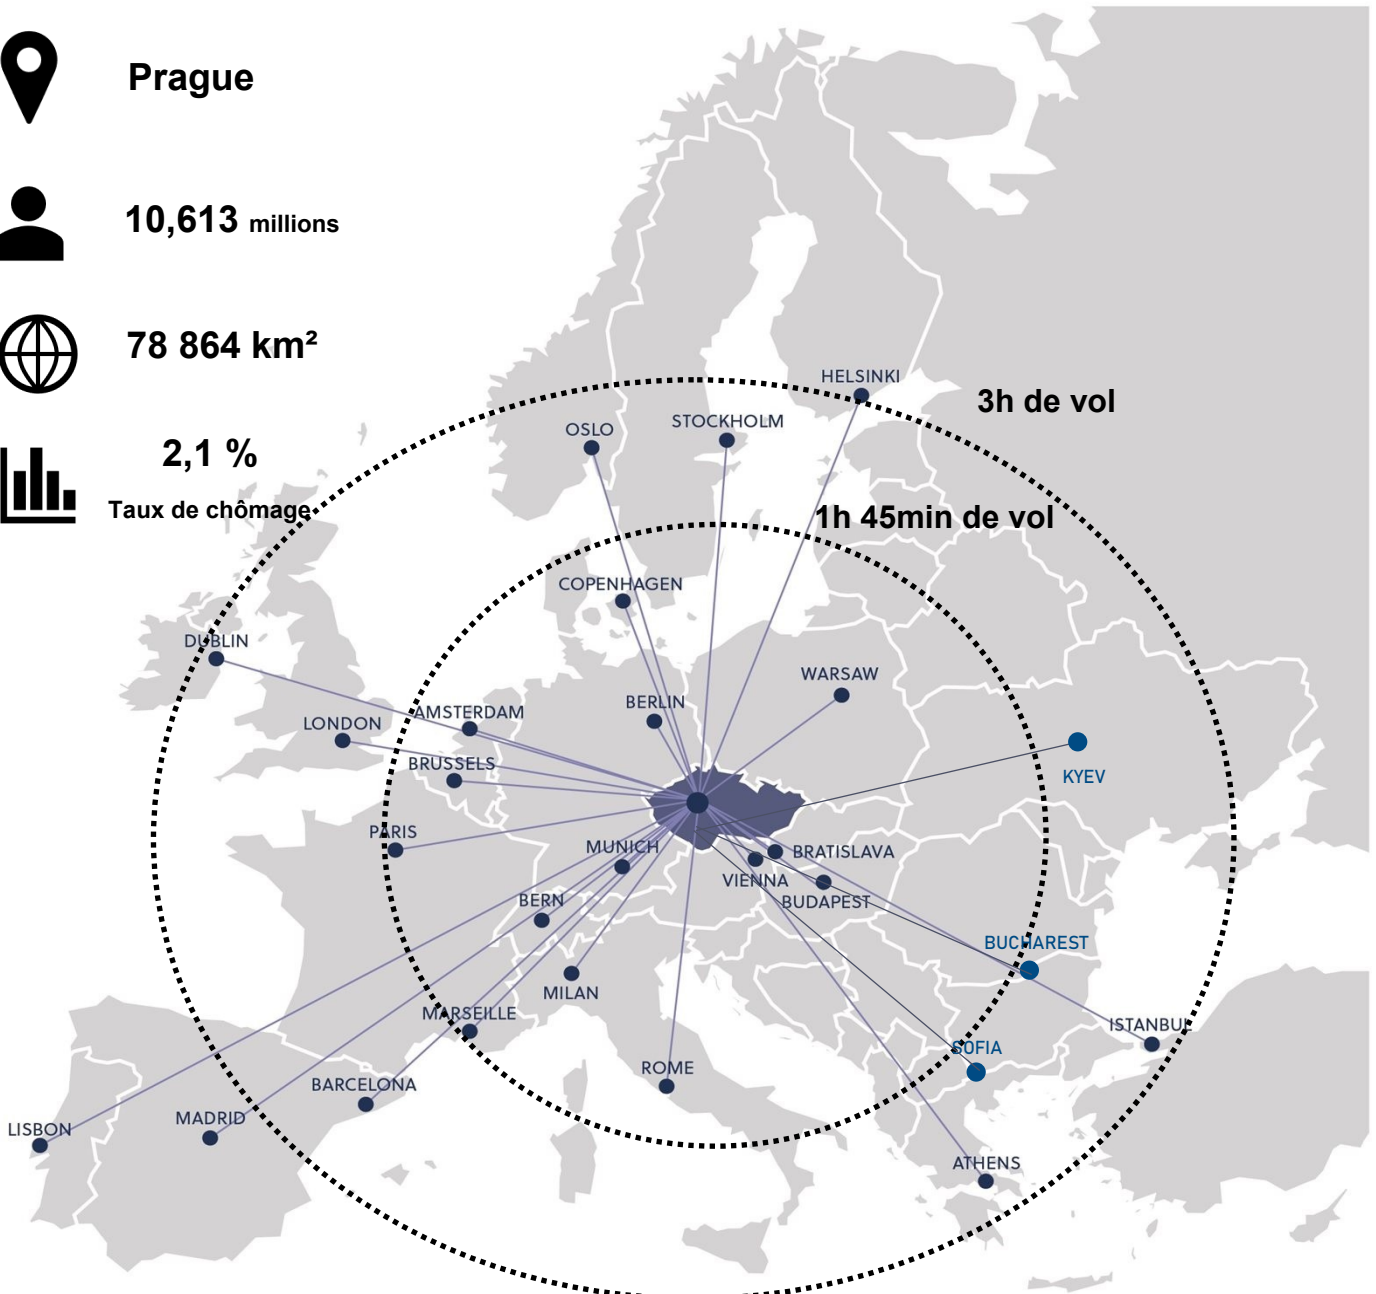 Prague
10,613 millions
78 864 km²
2,1 %
Taux de chômage
HELSINKI
3h de vol
STOCKHOLM
OSLO
1h 45min de vol
COPENHAGEN
DUBLIN
WARSAW
BERLIN
AMSTERDAM
LONDON
BRUSSELS
KYEV
PARIS
MUNICH
BRATISLAVA
VIENNA
BUDAPEST
BERN
BUCHAREST
MILAN
MARSEILLE
ISTANBUL
SOFIA
ROME
BARCELONA
MADRID
LISBON
ATHENS